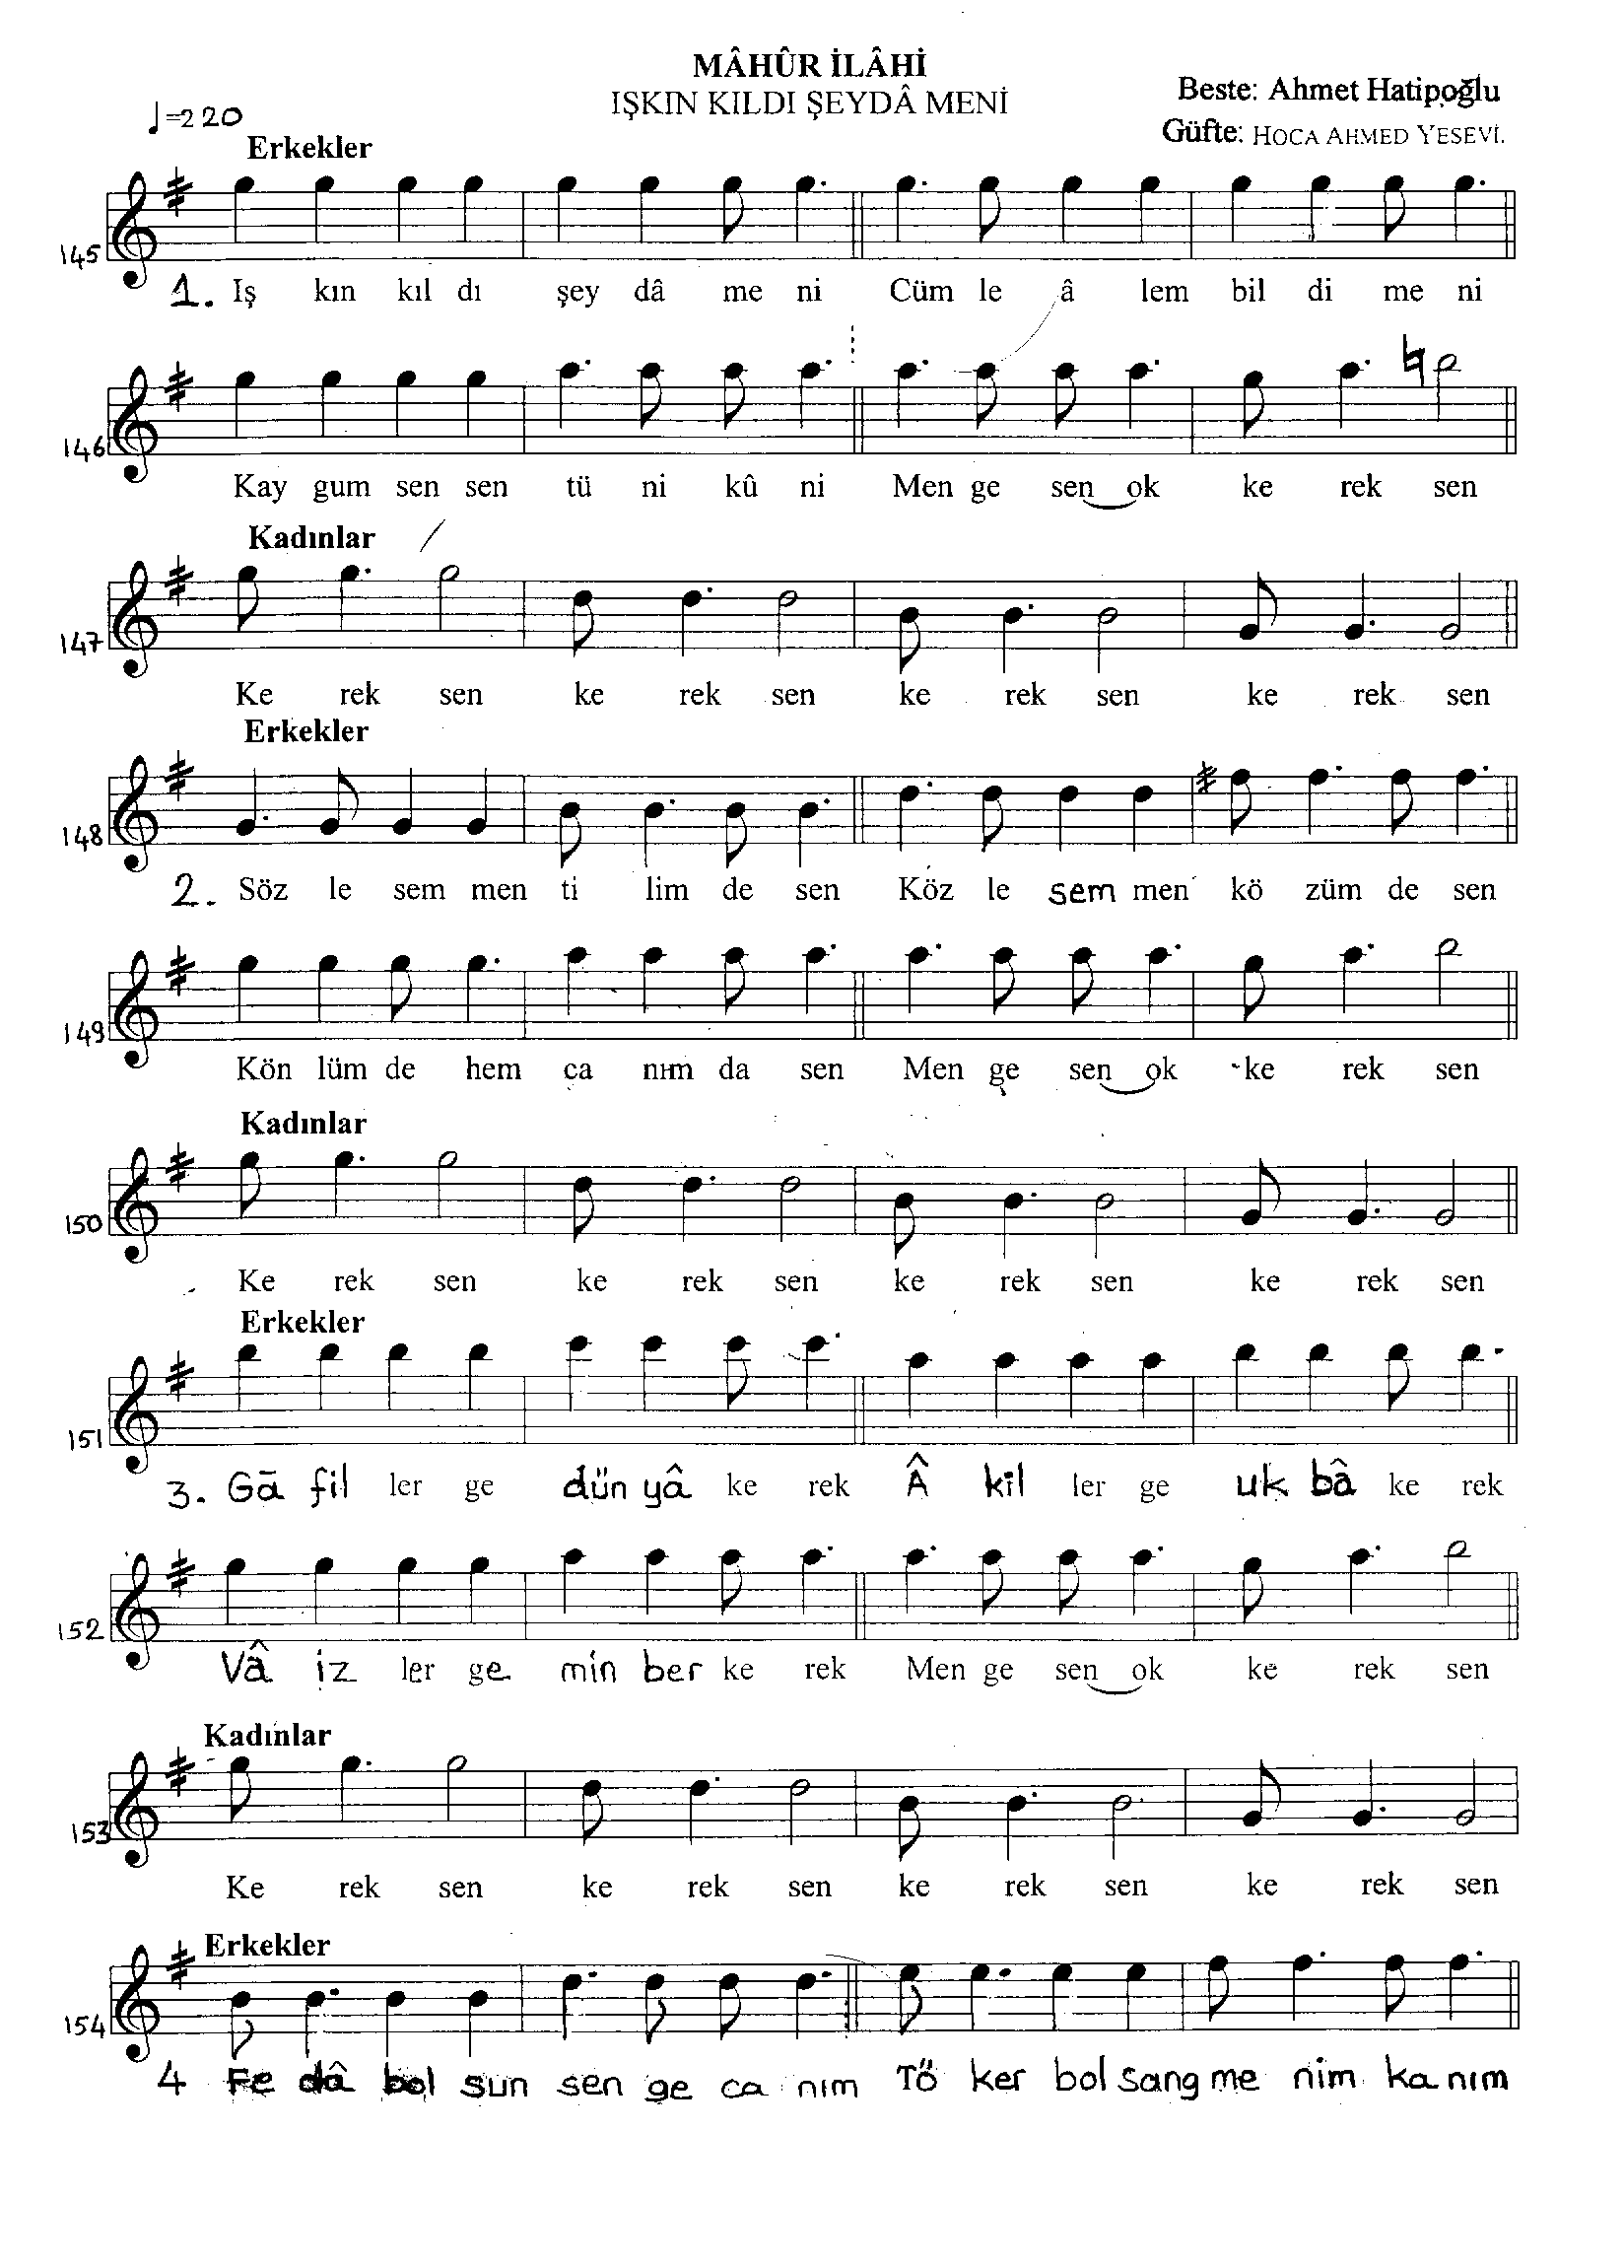 MÂHÛR İLÂHİ
IŞKIN KILDI ŞEYDÂ MENİ
Beste: Ahmet Hatipoğlu
Güfte: HOCA AHMED YESEVİ.
♩=220
Erkekler
145
1. Iş kın kıl dı şey dâ me ni Cüm le â lem bil di me ni
146
Kay gum sen sen tü ni kû ni Men ge sen ok ke rek sen
Kadınlar
147
Ke rek sen ke rek sen ke rek sen ke rek sen
Erkekler
148
2. Söz le sem men ti lim de sen Köz le sem men kö züm de sen
149
Kön lüm de hem ca nım da sen Men ge sen ok ke rek sen
Kadınlar
150
Ke rek sen ke rek sen ke rek sen ke rek sen
Erkekler
151
3. Gā fil ler ge dün yâ ke rek Â kil ler ge uk bâ ke rek
152
Vâ iz ler ge min ber ke rek Men ge sen ok ke rek sen
Kadınlar
153
Ke rek sen ke rek sen ke rek sen ke rek sen
Erkekler
154
4 Fe dâ bol sun sen ge ca nım Tö ker bol sang me nim ka nım